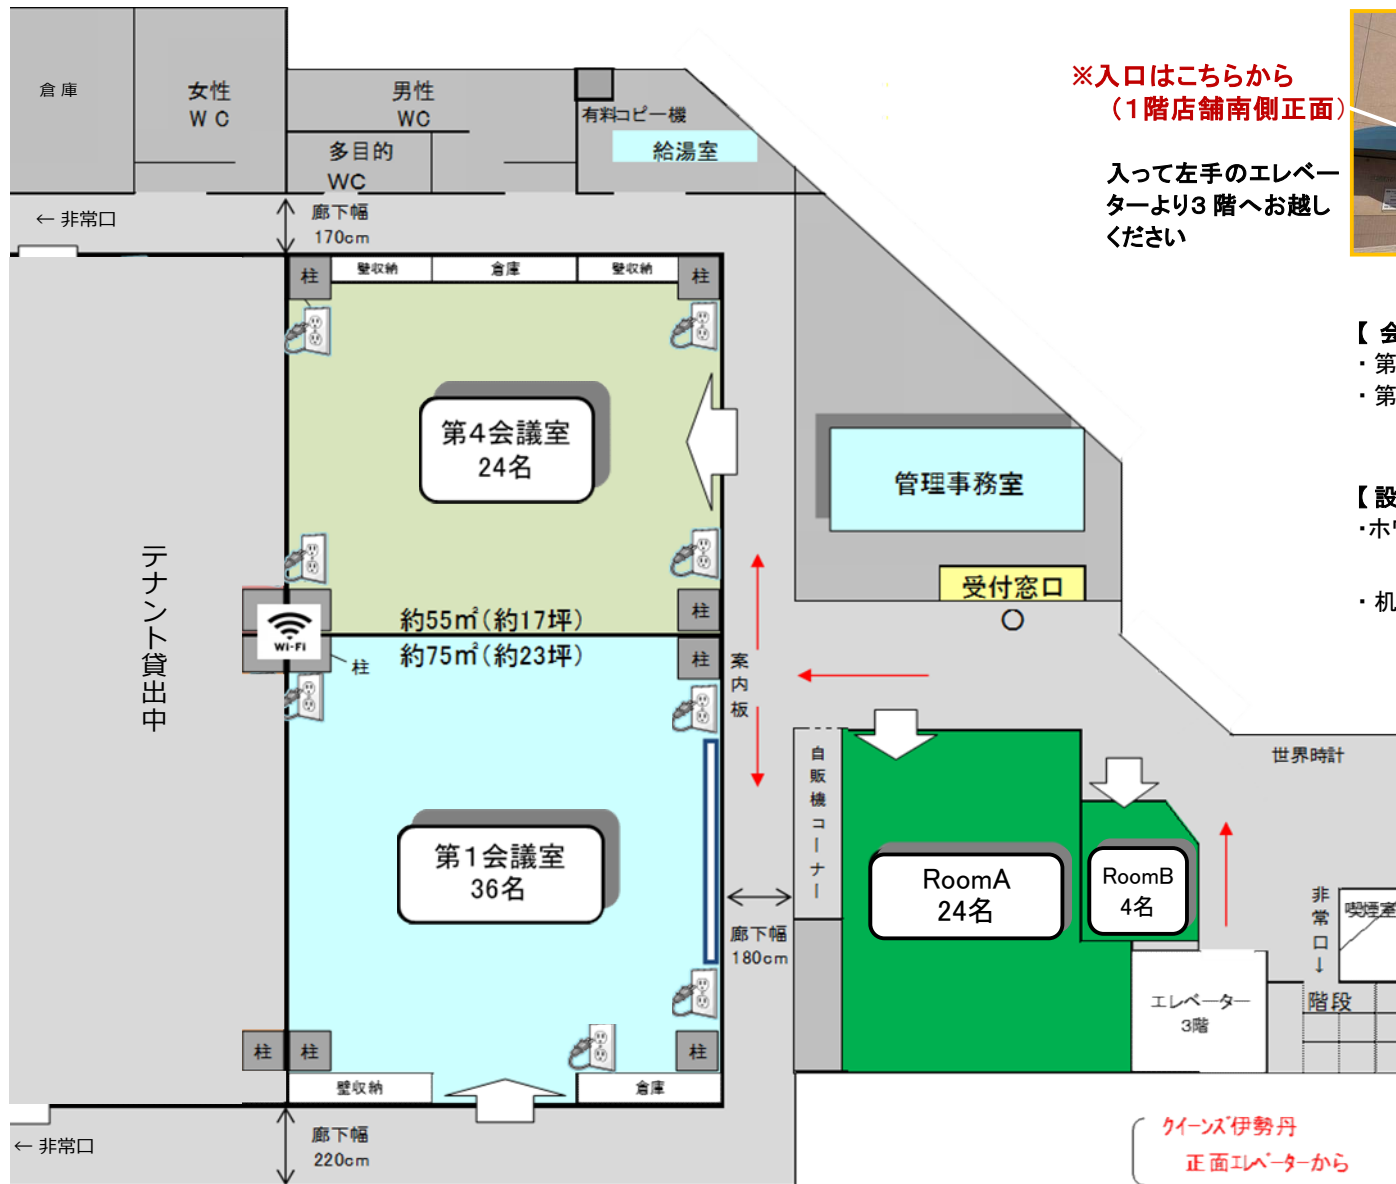 倉庫
女性
WC
男性
WC
多目的
WC
有料コピー機
給湯室
※入口はこちらから
（1階店舗南側正面）
入って左手のエレベー
ターより3階へお越し
ください
← 非常口
廊下幅
170cm
柱
壁収納
倉庫
壁収納
柱
第4会議室
24名
管理事務室
受付窓口
テナント貸出中
Wi-Fi
約55㎡（約17坪）
柱
約75㎡（約23坪）
柱
柱
案内板
自販機コーナー
世界時計
第1会議室
36名
RoomA
24名
RoomB
4名
廊下幅
180cm
非常口→
喫煙室
階段
エレベーター
3階
柱
柱
柱
壁収納
倉庫
← 非常口
廊下幅
220cm
クイーンズ伊勢丹
正面エレベーターから
【 会
・第
・第
【 設
・ホワ
・机